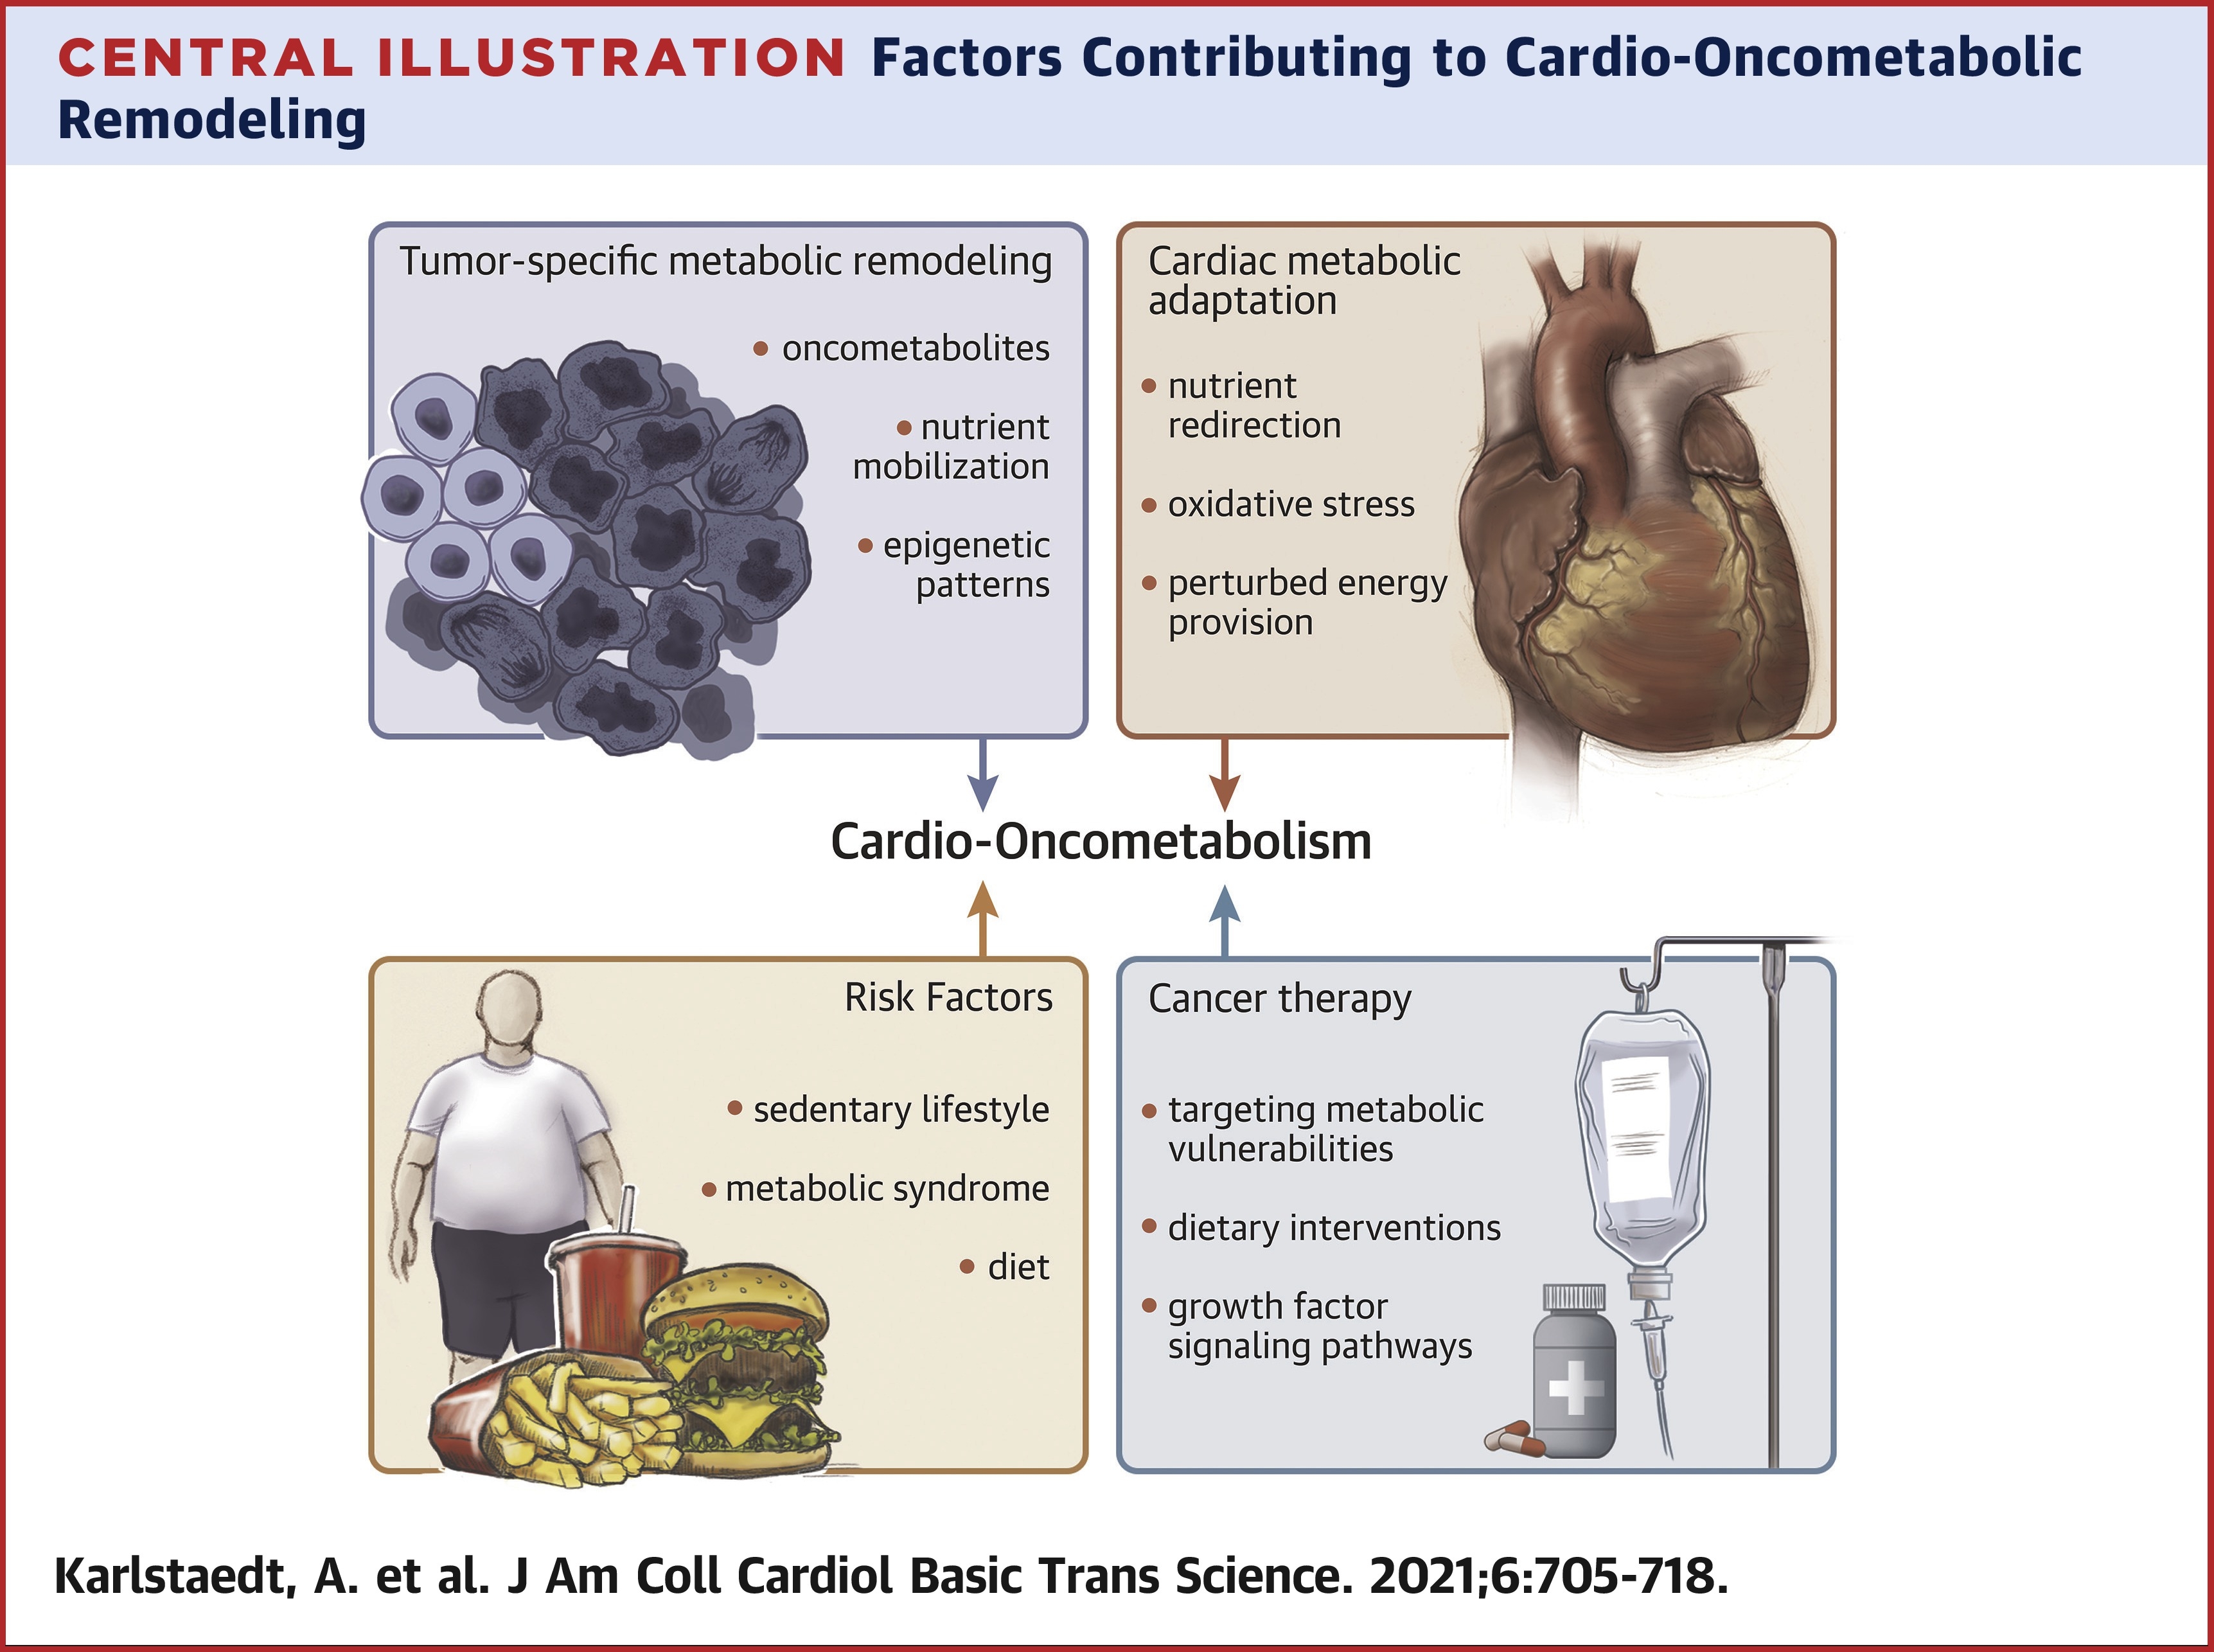 CENTRAL ILLUSTRATION Factors Contributing to Cardio-Oncometabolic
Remodeling
Tumor-specific metabolic remodeling
• oncometabolites
• nutrient
mobilization
• epigenetic
patterns
Cardiac metabolic
adaptation
• nutrient
redirection
• oxidative stress
• perturbed energy
provision
Cardio-Oncometabolism
Risk Factors
• sedentary lifestyle
• metabolic syndrome
• diet
Cancer therapy
• targeting metabolic
vulnerabilities
• dietary interventions
• growth factor
signaling pathways
Karlstaedt, A. et al. J Am Coll Cardiol Basic Trans Science. 2021;6:705-718.